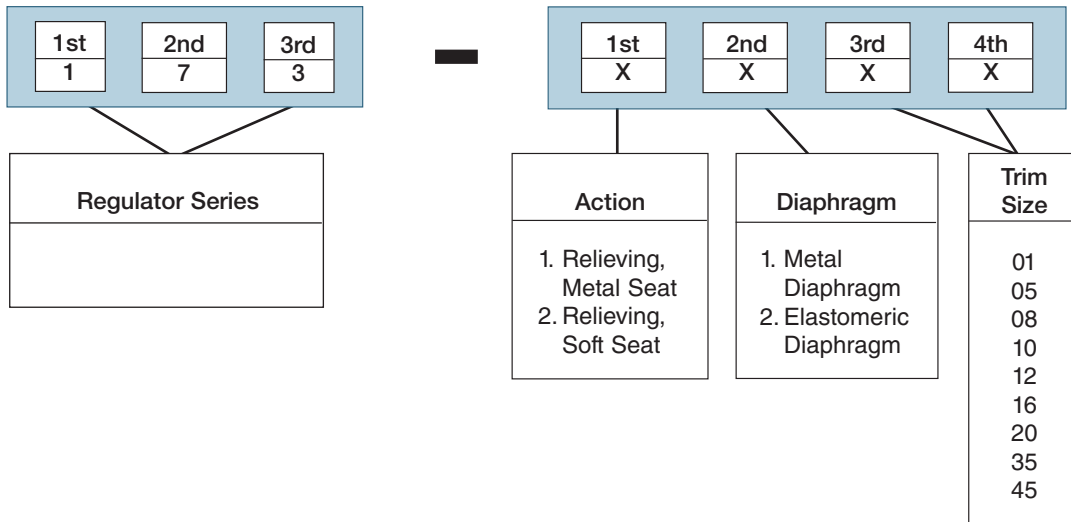 1st 2nd 3rd
1 7 3
-
1st 2nd 3rd 4th
X X X X
Regulator Series
Action
1. Relieving,
Metal Seat
2. Relieving,
Soft Seat
Diaphragm
1. Metal
Diaphragm
2. Elastomeric
Diaphragm
Trim
Size
01
05
08
10
12
16
20
35
45